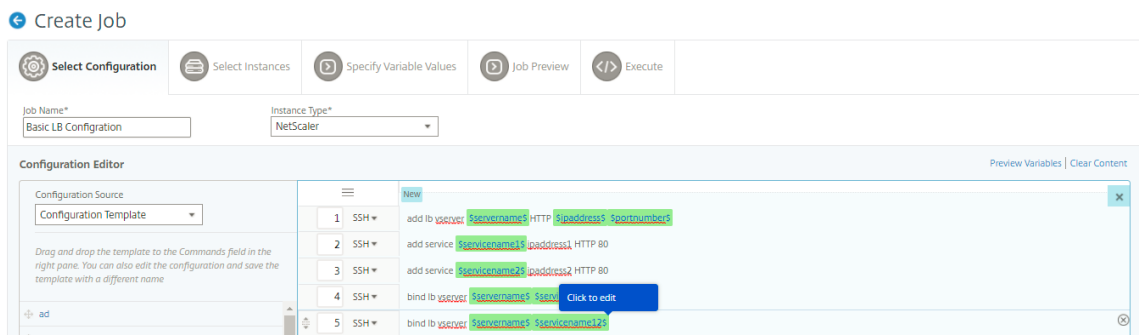 Create Job
Select Configuration
Select Instances
Specify Variable Values
Job Preview
Execute
Job Name*
Instance Type*
Basic LB Configration
NetScaler
Configuration Editor
Preview Variables | Clear Content
Configuration Source
Configuration Template
Drag and drop the template to the Commands field in the
right pane. You can also edit the configuration and save the
template with a different name
ad
New
1 SSH add lb vserver $servername$ HTTP $ipaddress$ $portnumber$
2 SSH add service $servicename1$ ipaddress1 HTTP 80
3 SSH add service $servicename2$ ipaddress2 HTTP 80
4 SSH bind lb vserver $servername$
Click to edit
5 SSH bind lb vserver $servername$ $servicename12$